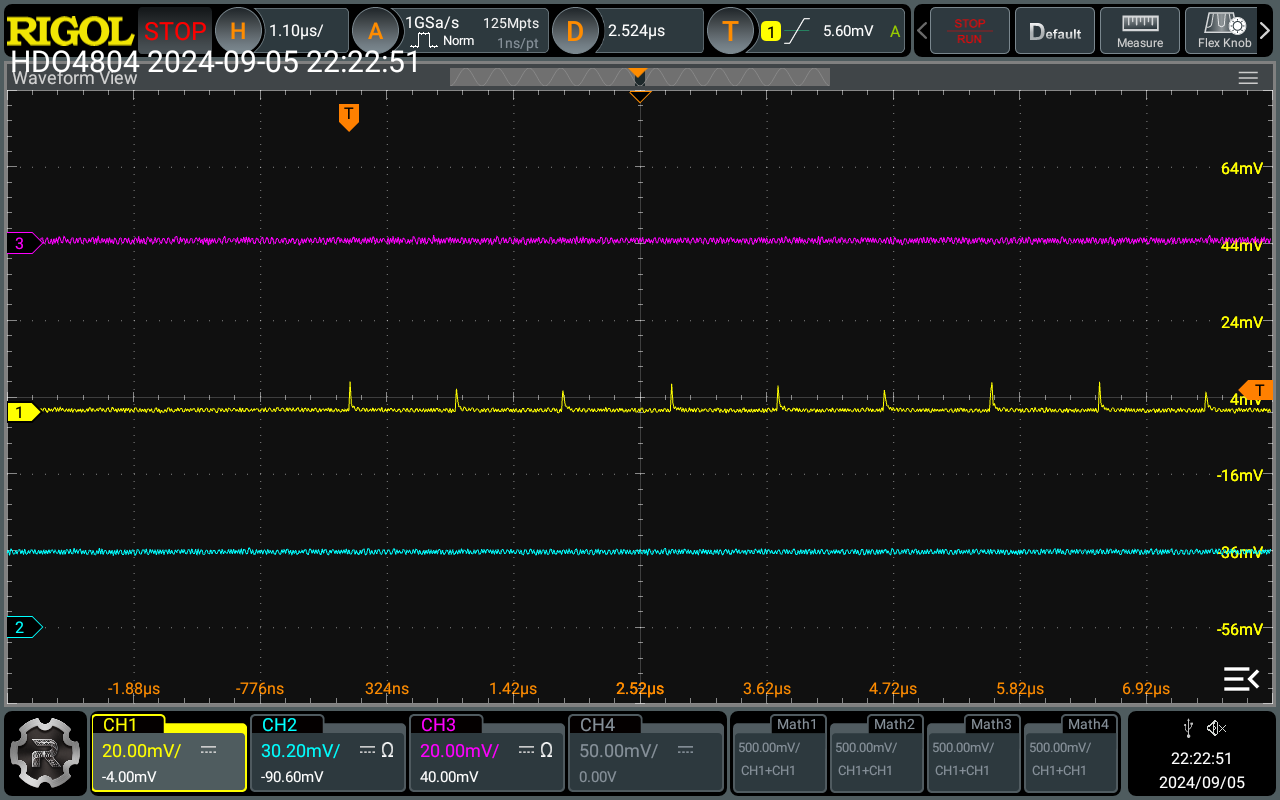 RIGOL STOP H 1.10µs/ A 1GSa/s 125Mpts D 2.524µs T 1 5.60mV A STOP Default Measure Flex Knob
Norm 1ns/pt RUN
HDO4804 2024-09-05 22:22:51
Waveform View
T
64mV
3
44mV
24mV
T
1
4mV
-16mV
-36mV
2
-56mV
-1.88µs -776ns 324ns 1.42µs 2.52µs 3.62µs 4.72µs 5.82µs 6.92µs
CH1 CH2 CH3 CH4 Math1 Math2 Math3 Math4
20.00mV/ 30.20mV/ Ω 20.00mV/ Ω 50.00mV/ 500.00mV/ 500.00mV/ 500.00mV/ 500.00mV/
-4.00mV -90.60mV 40.00mV 0.00V CH1+CH1 CH1+CH1 CH1+CH1 CH1+CH1
R
22:22:51
2024/09/05